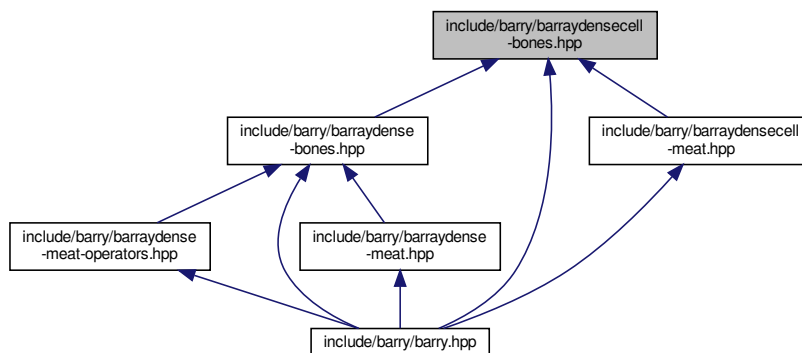 include/barry/barraydensecell
-bones.hpp
include/barry/barraydense
-bones.hpp
include/barry/barraydensecell
-meat.hpp
include/barry/barraydense
-meat-operators.hpp
include/barry/barraydense
-meat.hpp
include/barry/barry.hpp